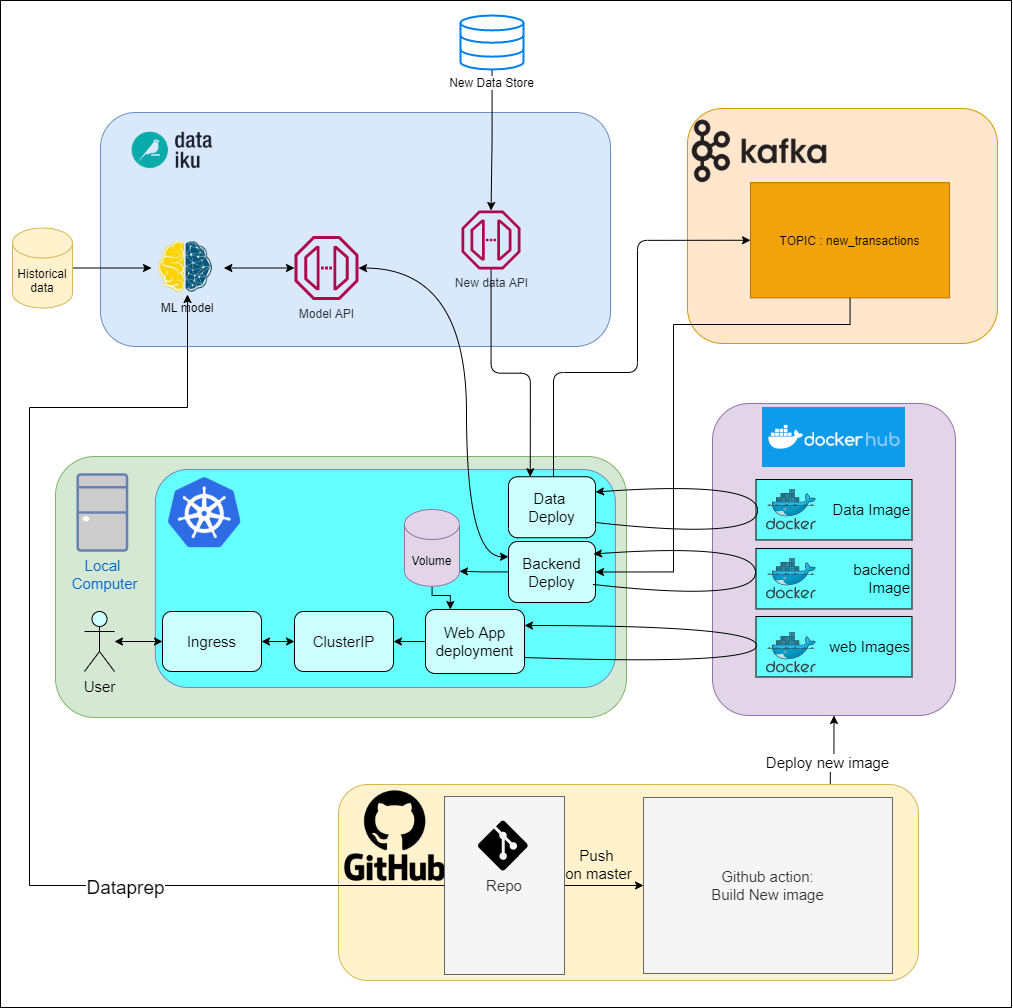 New Data Store
data
iku
kafka
TOPIC : new_transactions
Historical
data
ML model
Model API
New data API
dockerhub
Local
Computer
Data
Deploy
docker
Data Image
Volume
Backend
Deploy
docker
backend
Image
User
Ingress
ClusterIP
Web App
deployment
docker
web Images
Deploy new image
GitHub
Dataprep
Repo
Push
on master
Github action:
Build New image